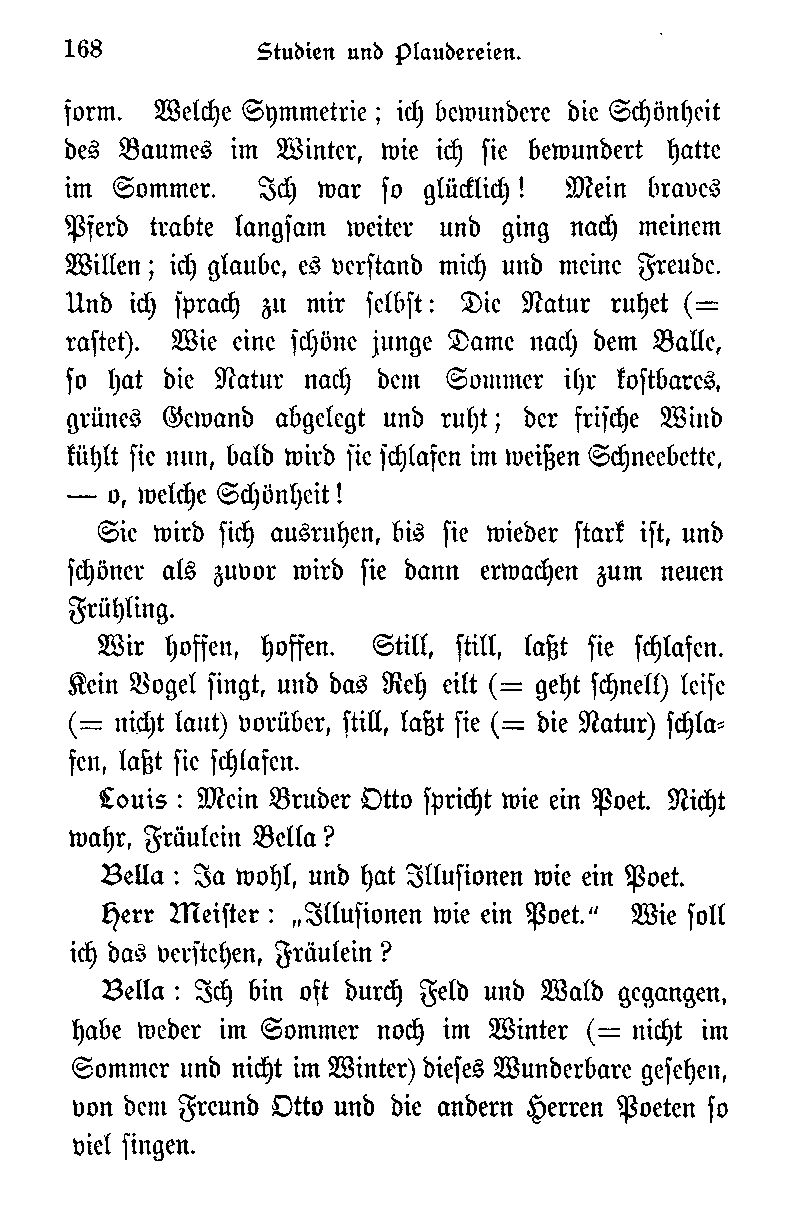 168 Studien und Plaudereien.
form. Welche Symmetrie; ich bewundere die Schönheit
des Baumes im Winter, wie ich sie bewundert hatte
im Sommer. Ich war so glücklich! Mein braves
Pferd trabte langsam weiter und ging nach meinem
Willen; ich glaube, es verstand mich und meine Freude.
Und ich sprach zu mir selbst: Die Natur ruhet (=
rastet). Wie eine schöne junge Dame nach dem Balle,
so hat die Natur nach dem Sommer ihr kostbares,
grünes Gewand abgelegt und ruht; der frische Wind
kühlt sie nun, bald wird sie schlafen im weißen Schneebette,
— o, welche Schönheit!
Sie wird sich ausruhen, bis sie wieder stark ist, und
schöner als zuvor wird sie dann erwachen zum neuen
Frühling.
Wir hoffen, hoffen. Still, still, laßt sie schlafen.
Kein Vogel singt, und das Reh eilt (= geht schnell) leise
(= nicht laut) vorüber, still, laßt sie (= die Natur) schla-
fen, laßt sie schlafen.
Louis: Mein Bruder Otto spricht wie ein Poet. Nicht
wahr, Fräulein Bella?
Bella: Ja wohl, und hat Illusionen wie ein Poet.
Herr Meister: „Illusionen wie ein Poet.“ Wie soll
ich das verstehen, Fräulein?
Bella: Ich bin oft durch Feld und Wald gegangen,
habe weder im Sommer noch im Winter (= nicht im
Sommer und nicht im Winter) dieses Wunderbare gesehen,
von dem Freund Otto und die andern Herren Poeten so
viel singen.